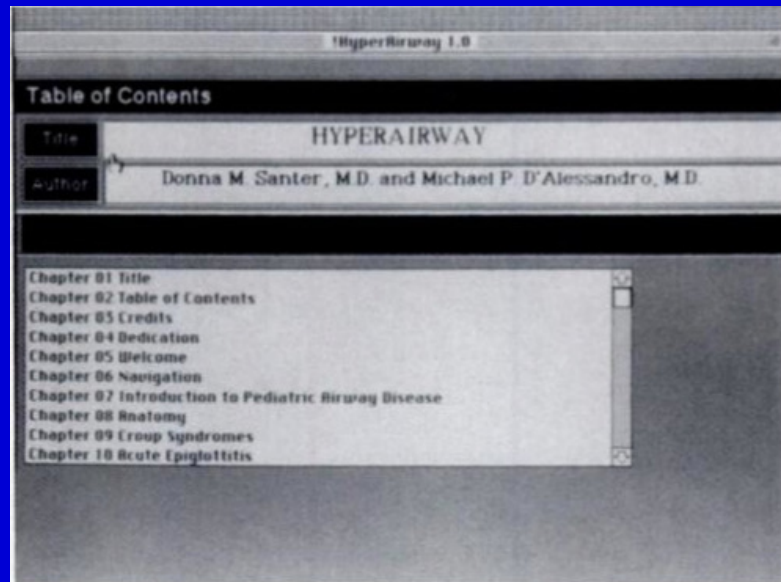 !HyperAirway 1.0
Table of Contents
Title
HYPERAIRWAY
Author
Donna M. Santer, M.D. and Michael P. D'Alessandro, M.D.
Chapter 01 Title
Chapter 02 Table of Contents
Chapter 03 Credits
Chapter 04 Dedication
Chapter 05 Welcome
Chapter 06 Navigation
Chapter 07 Introduction to Pediatric Airway Disease
Chapter 08 Anatomy
Chapter 09 Croup Syndromes
Chapter 10 Acute Epiglottitis